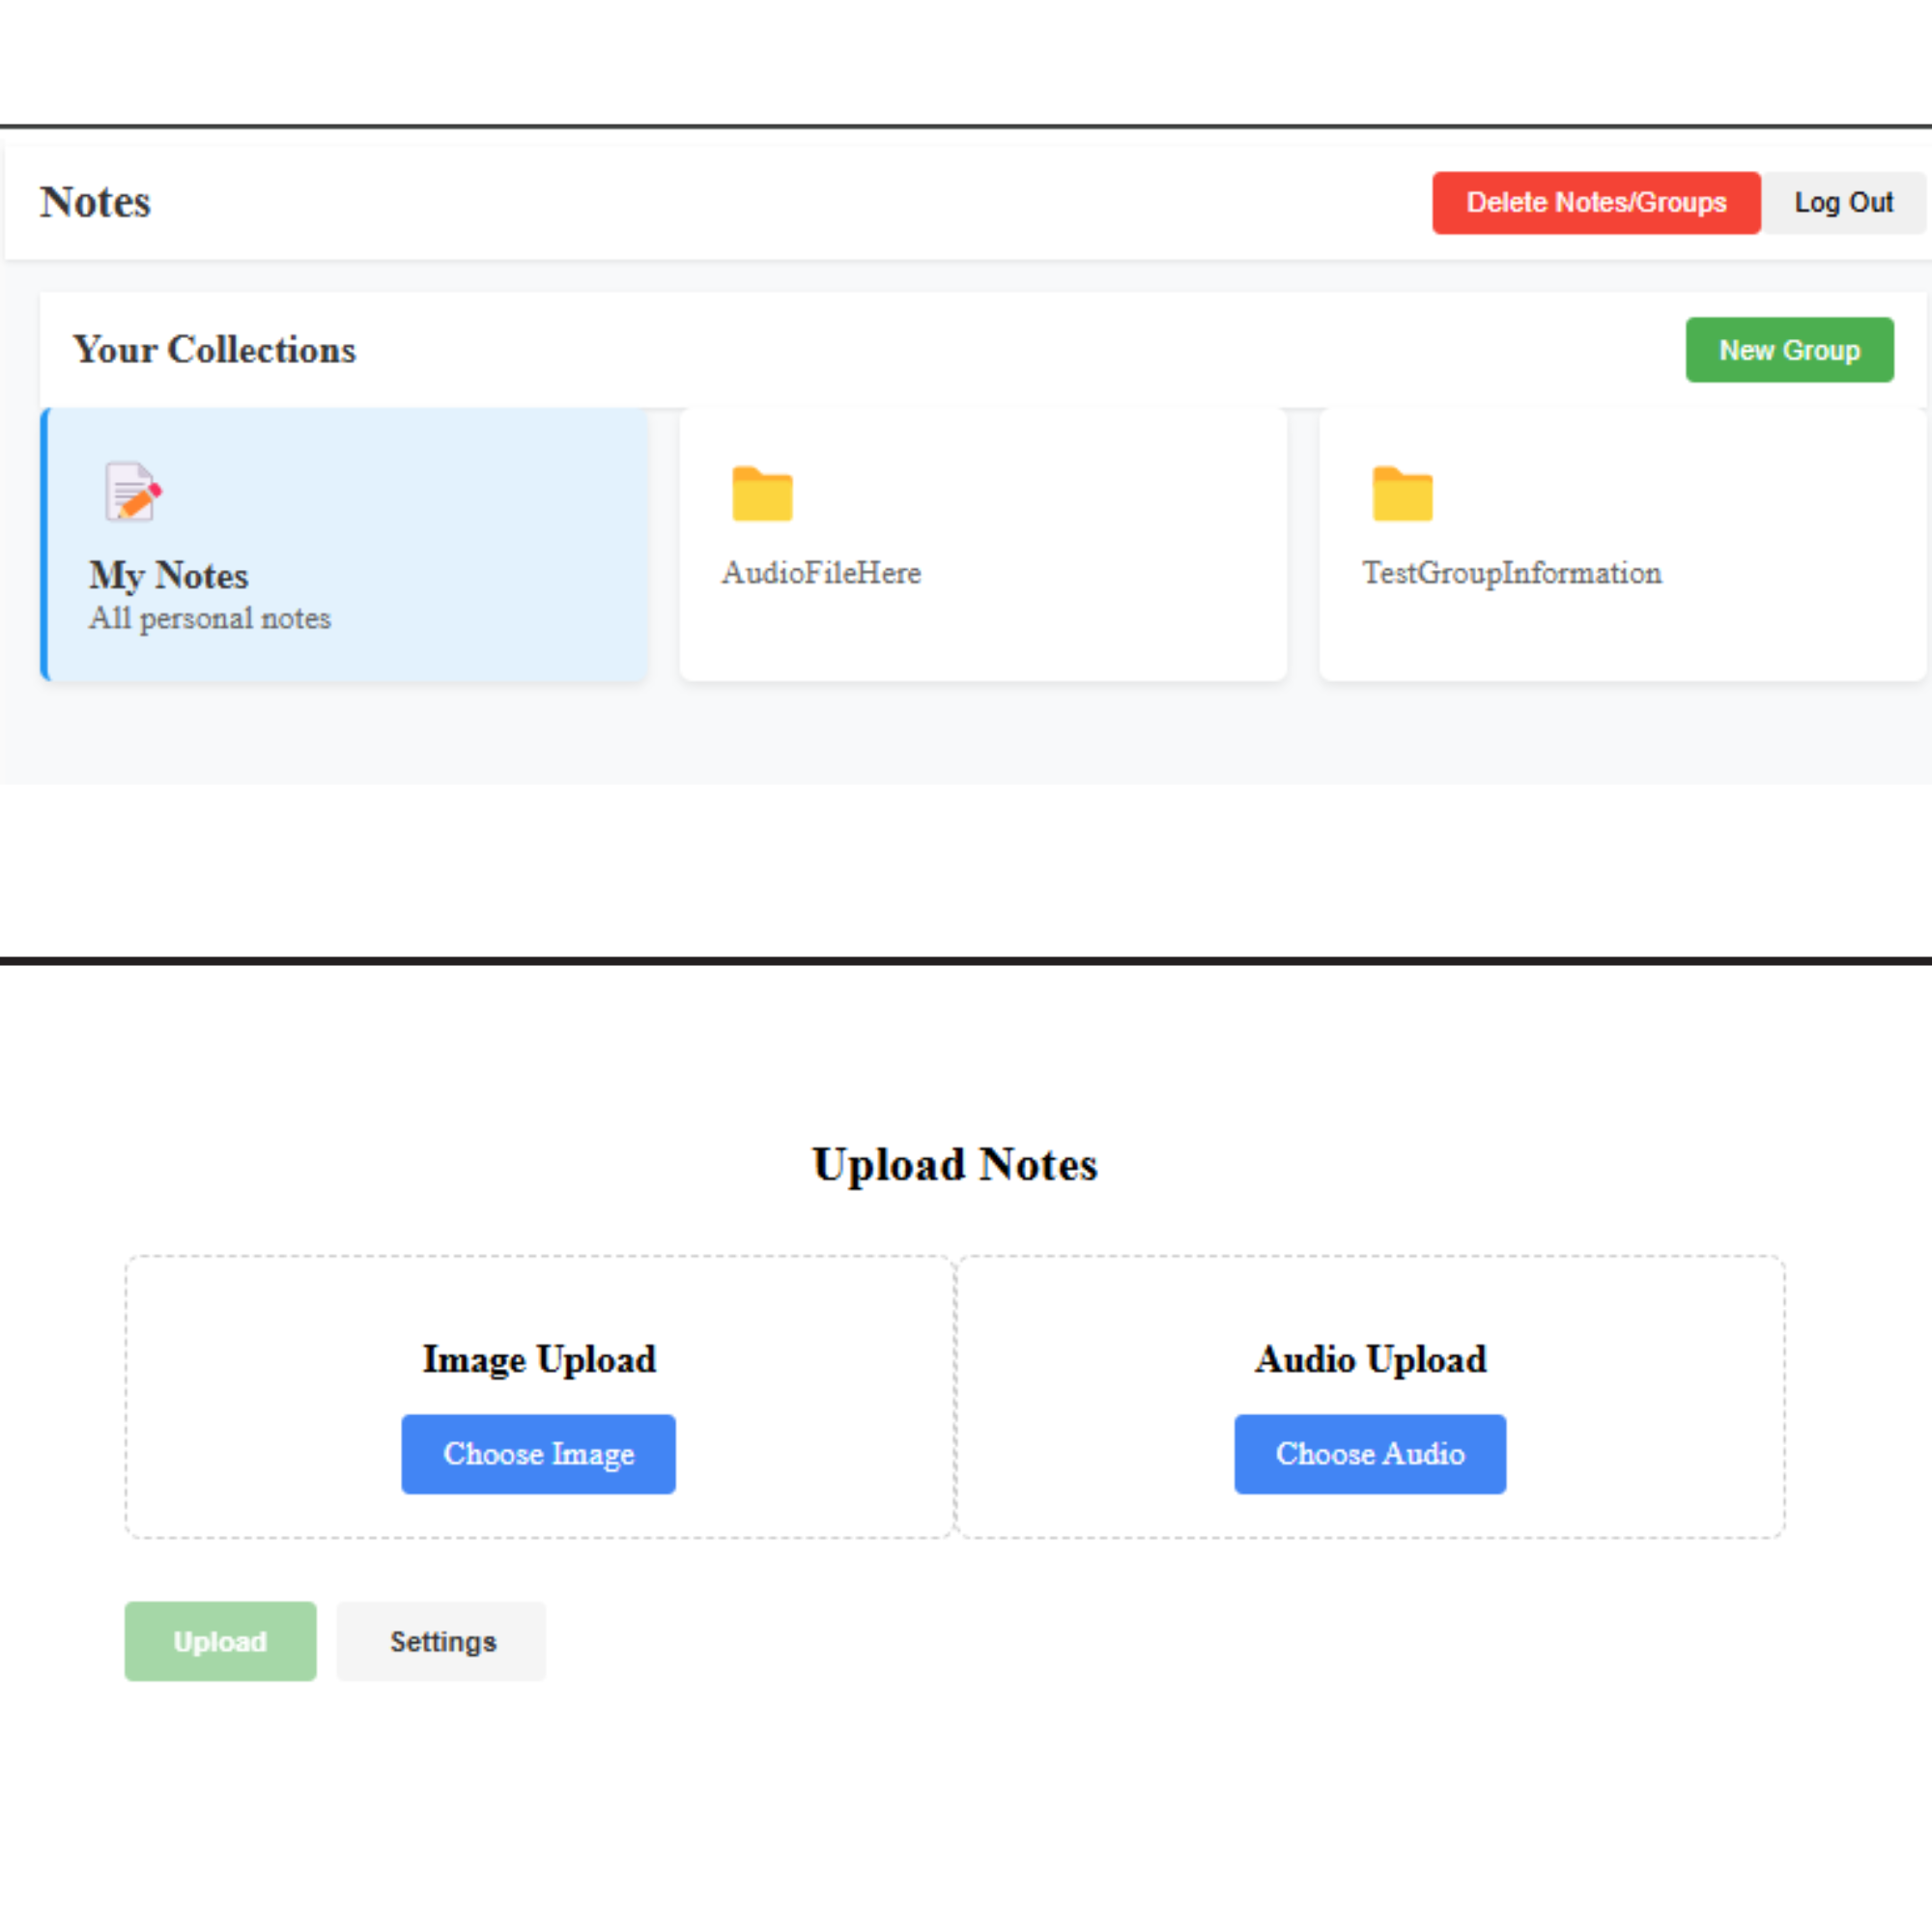 Notes
Delete Notes/Groups
Log Out
Your Collections
New Group
My Notes
All personal notes
AudioFileHere
TestGroupInformation
Upload Notes
Image Upload
Audio Upload
Choose Image
Choose Audio
Upload
Settings